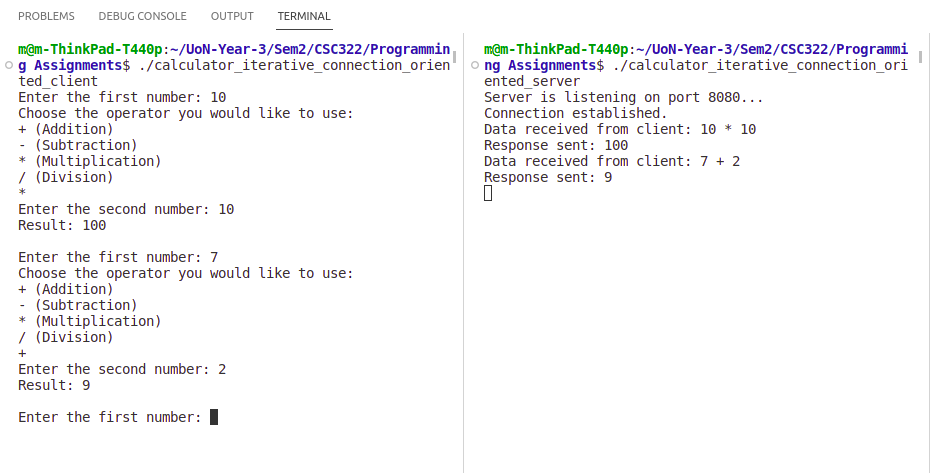 PROBLEMS DEBUG CONSOLE OUTPUT TERMINAL
m@m-ThinkPad-T440p:~/UoN-Year-3/Sem2/CSC322/Programmin
g Assignments$ ./calculator_iterative_connection_orien
ted_client
Enter the first number: 10
Choose the operator you would like to use:
+ (Addition)
- (Subtraction)
* (Multiplication)
/ (Division)
*
Enter the second number: 10
Result: 100
Enter the first number: 7
Choose the operator you would like to use:
+ (Addition)
- (Subtraction)
* (Multiplication)
/ (Division)
+
Enter the second number: 2
Result: 9
Enter the first number:
m@m-ThinkPad-T440p:~/UoN-Year-3/Sem2/CSC322/Programmi
ng Assignments$ ./calculator_iterative_connection_ori
ented_server
Server is listening on port 8080...
Connection established.
Data received from client: 10 * 10
Response sent: 100
Data received from client: 7 + 2
Response sent: 9